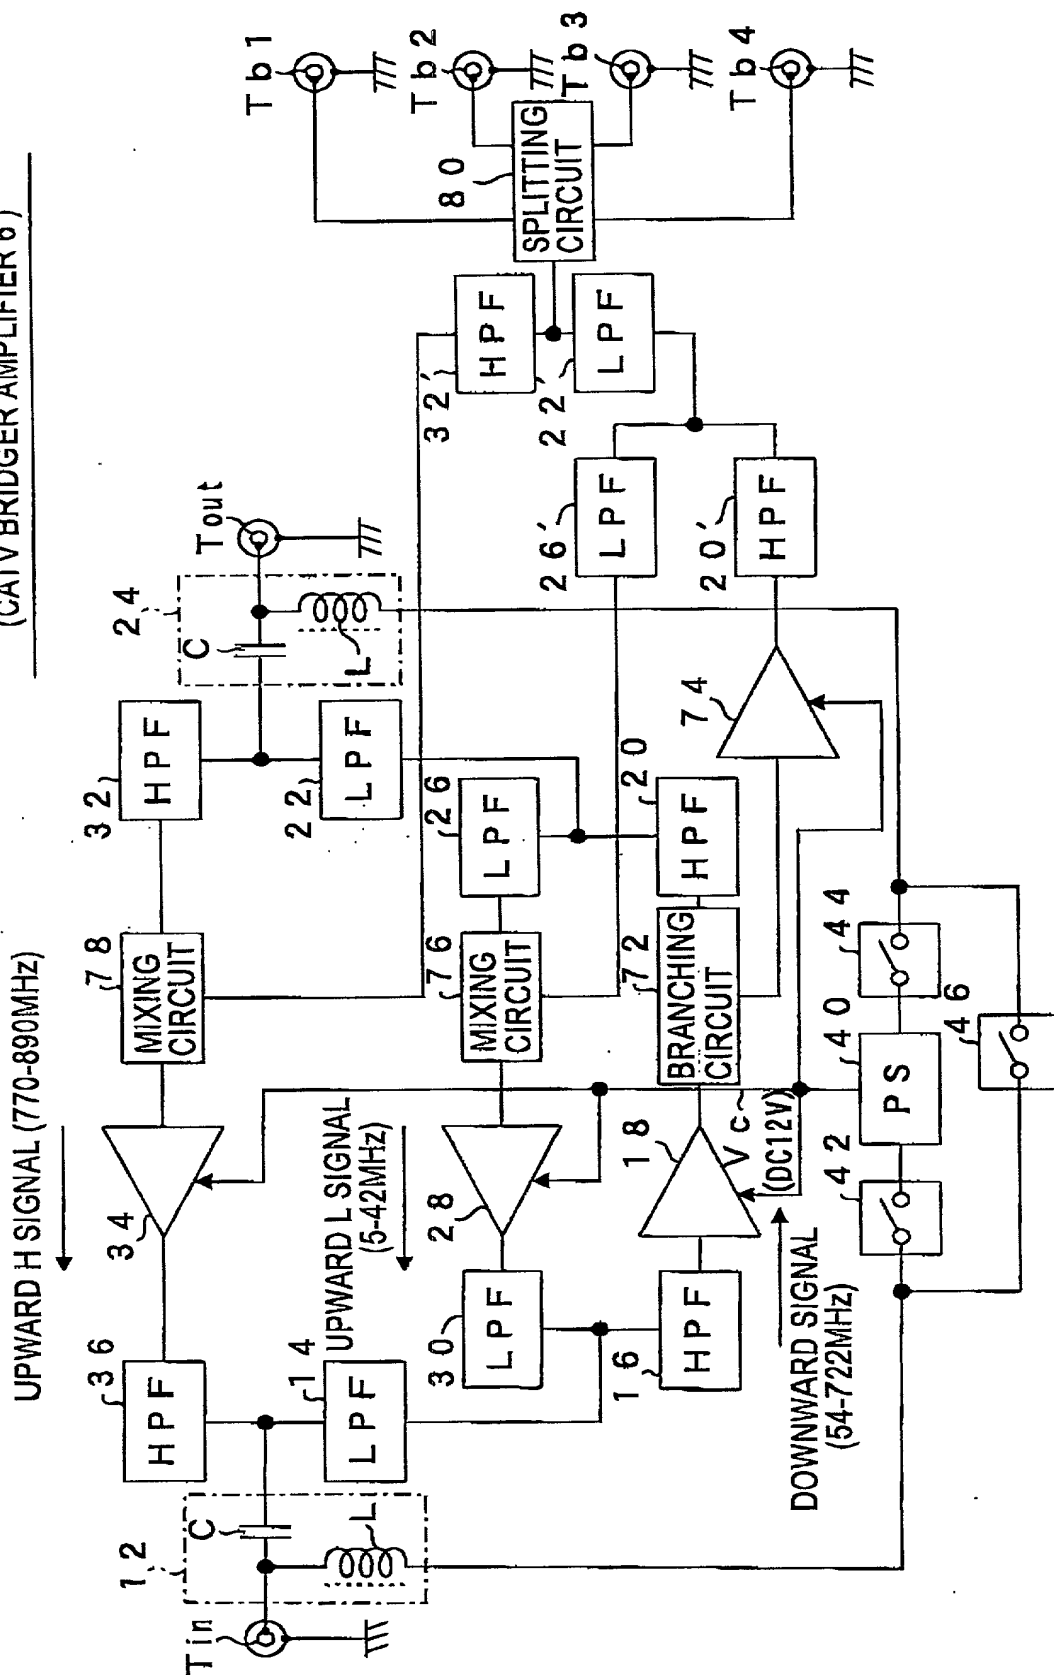 (CATV BRIDGER AMPLIFIER 6)
UPWARD H SIGNAL (770-890MHz)
36
HPF
34
78
MIXING
CIRCUIT
32
HPF
24
C
L
Tout
12
C
L
Tin
14
LPF
UPWARD L SIGNAL
(5-42MHz)
30
LPF
28
76
MIXING
CIRCUIT
26
LPF
22
LPF
16
HPF
18
Vc
(DC12V)
72
BRANCHING
CIRCUIT
20
HPF
74
26'
LPF
20'
HPF
32'
HPF
22'
LPF
80
SPLITTING
CIRCUIT
Tb1
Tb2
Tb3
Tb4
DOWNWARD SIGNAL
(54-722MHz)
42
40
PS
44
46